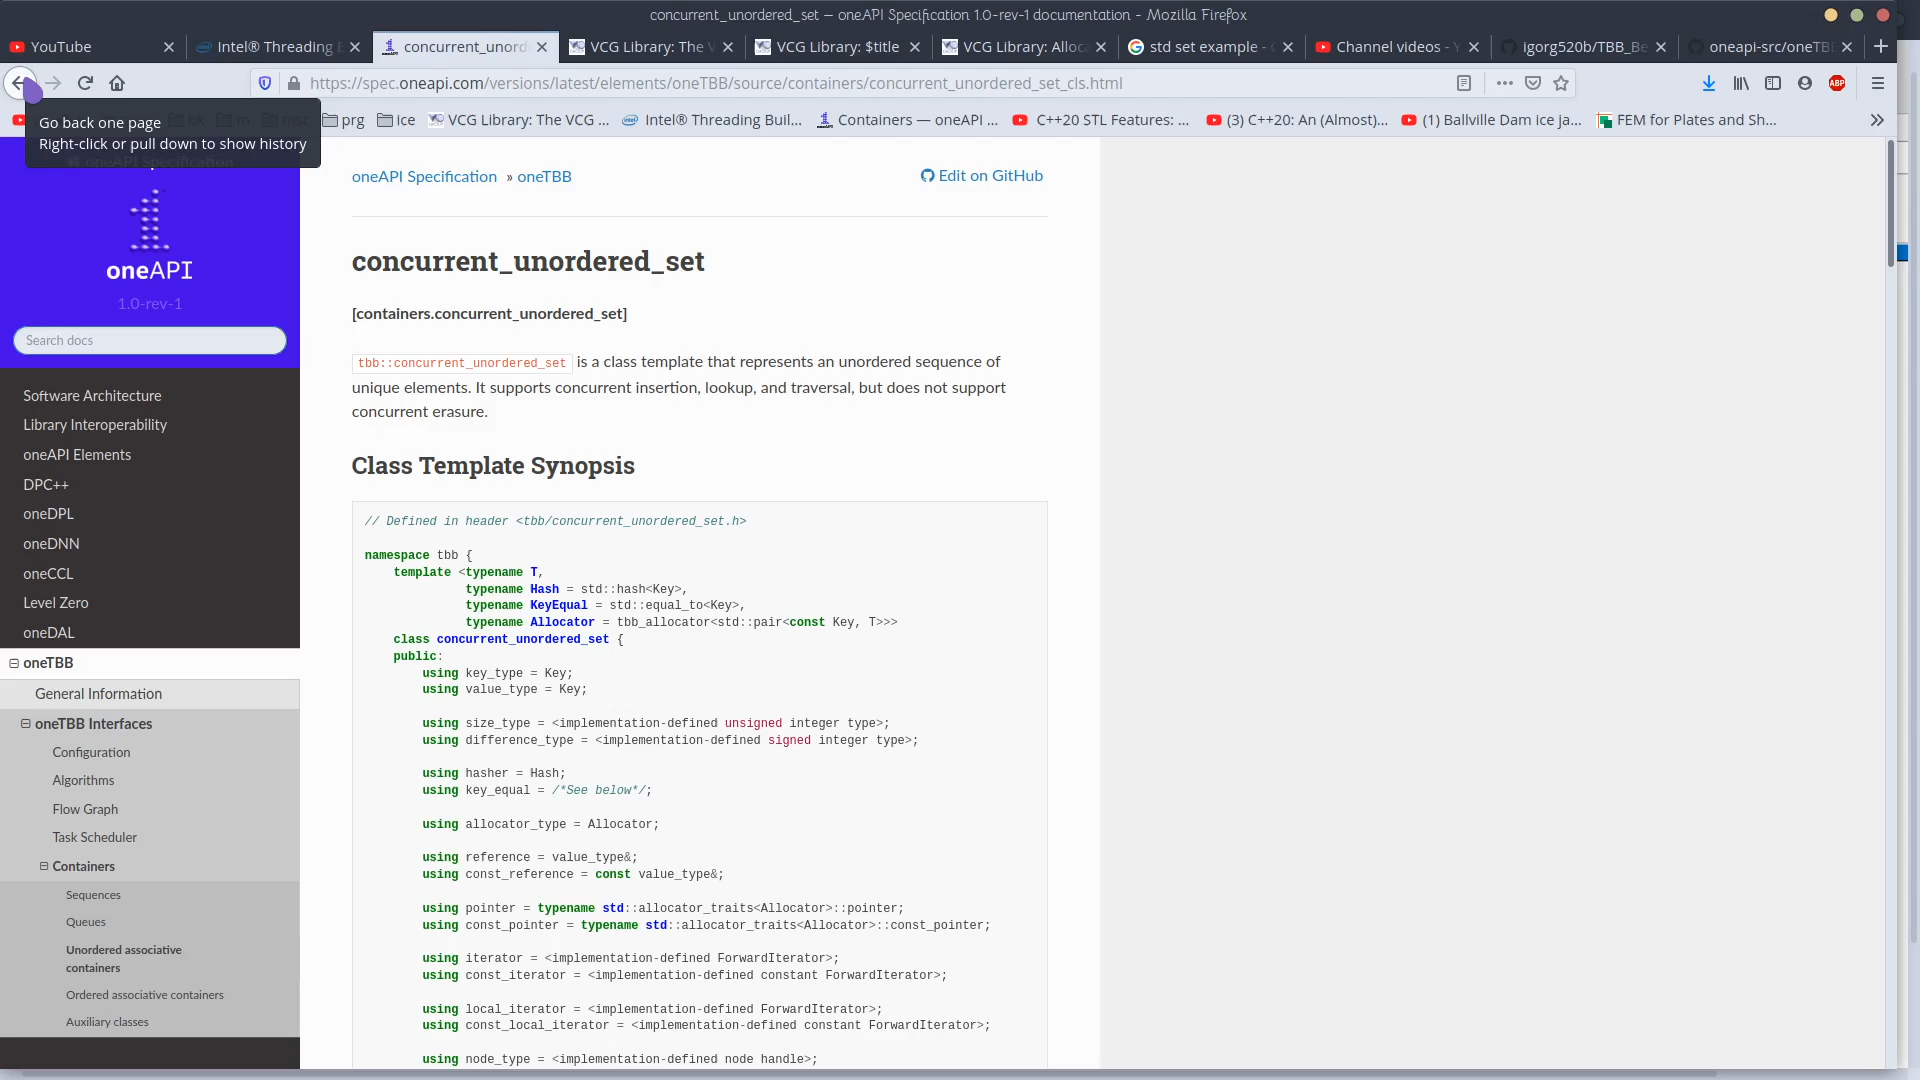 concurrent_unordered_set — oneAPI Specification 1.0-rev-1 documentation - Mozilla Firefox
YouTube
Intel® Threading
concurrent_unord
VCG Library: The V
VCG Library: $title
VCG Library: Alloc
std set example -
Channel videos -
igorg520b/TBB_Be
oneapi-src/oneTB
https://spec.oneapi.com/versions/latest/elements/oneTBB/source/containers/concurrent_unordered_set_cls.html
ABP
Go back one page
Right-click or pull down to show history
prg
ice
VCG Library: The VCG ...
Intel® Threading Buil...
Containers — oneAPI ...
C++20 STL Features: ...
(3) C++20: An (Almost)...
(1) Ballville Dam ice ja...
FEM for Plates and Sh...
oneAPI
1.0-rev-1
Search docs
Software Architecture
Library Interoperability
oneAPI Elements
DPC++
oneDPL
oneDNN
oneCCL
Level Zero
oneDAL
oneTBB
General Information
oneTBB Interfaces
Configuration
Algorithms
Flow Graph
Task Scheduler
Containers
Sequences
Queues
Unordered associative
containers
Ordered associative containers
Auxiliary classes
oneAPI Specification » oneTBB
Edit on GitHub
concurrent_unordered_set
[containers.concurrent_unordered_set]
tbb::concurrent_unordered_set is a class template that represents an unordered sequence of
unique elements. It supports concurrent insertion, lookup, and traversal, but does not support
concurrent erasure.
Class Template Synopsis
// Defined in header <tbb/concurrent_unordered_set.h>
namespace tbb {
template <typename T,
typename Hash = std::hash<Key>,
typename KeyEqual = std::equal_to<Key>,
typename Allocator = tbb_allocator<std::pair<const Key, T>>>
class concurrent_unordered_set {
public:
using key_type = Key;
using value_type = Key;
using size_type = <implementation-defined unsigned integer type>;
using difference_type = <implementation-defined signed integer type>;
using hasher = Hash;
using key_equal = /*See below*/;
using allocator_type = Allocator;
using reference = value_type&;
using const_reference = const value_type&;
using pointer = typename std::allocator_traits<Allocator>::pointer;
using const_pointer = typename std::allocator_traits<Allocator>::const_pointer;
using iterator = <implementation-defined ForwardIterator>;
using const_iterator = <implementation-defined constant ForwardIterator>;
using local_iterator = <implementation-defined ForwardIterator>;
using const_local_iterator = <implementation-defined constant ForwardIterator>;
using node_type = <implementation-defined node handle>;